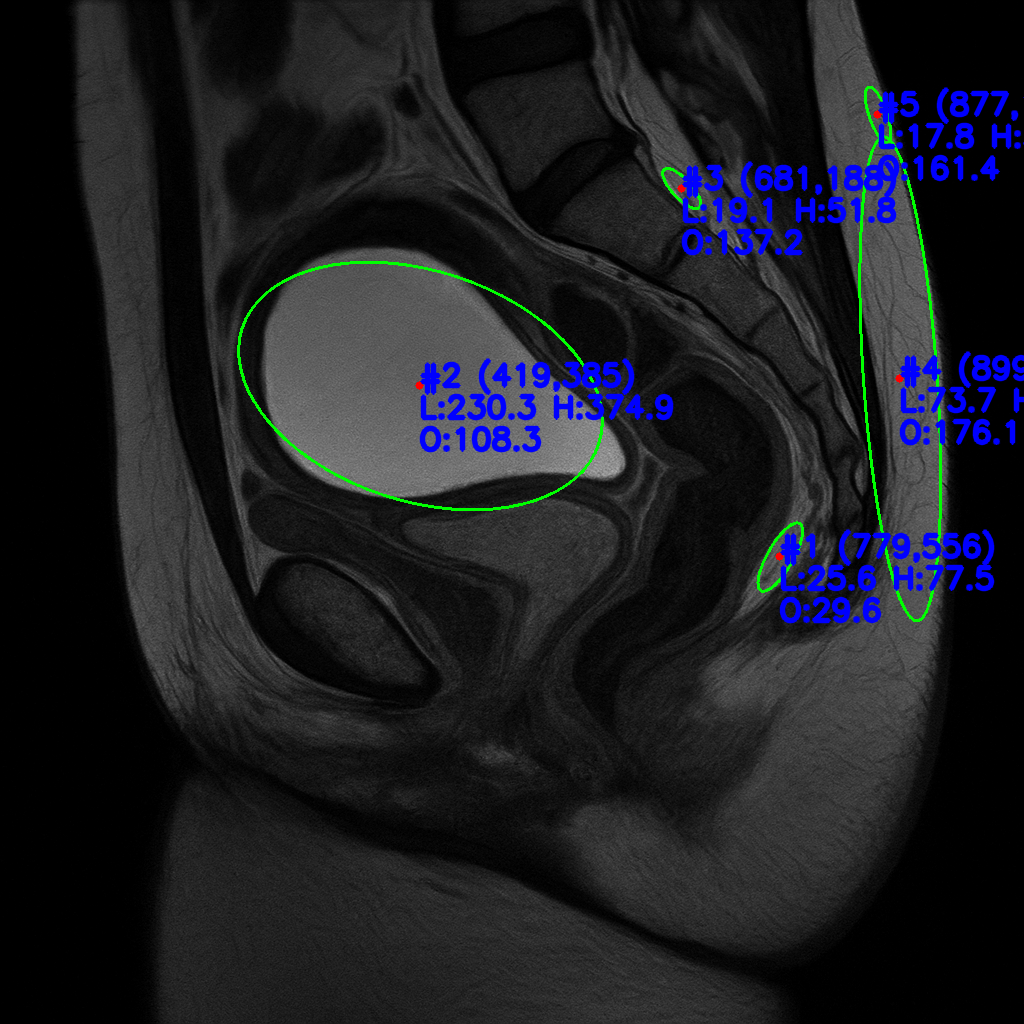 #5 (877,
L:17.8 H:
O:161.4
#3 (681,188)
L:19.1 H:51.8
O:137.2
#2 (419,385)
L:230.3 H:374.9
O:108.3
#4 (899
L:73.7 H
O:176.1
#1 (779,556)
L:25.6 H:77.5
O:29.6